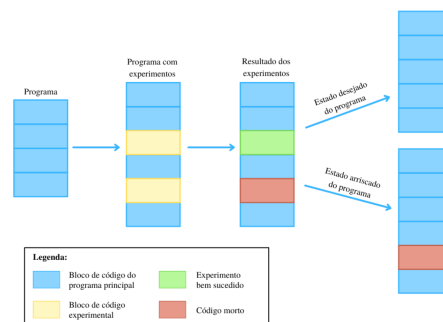 Programa
Programa com
experimentos
Resultado dos
experimentos
Estado desejado
do programa
Estado arriscado
do programa
Legenda:
Bloco de código do
programa principal
Experimento
bem sucedido
Bloco de código
experimental
Código morto